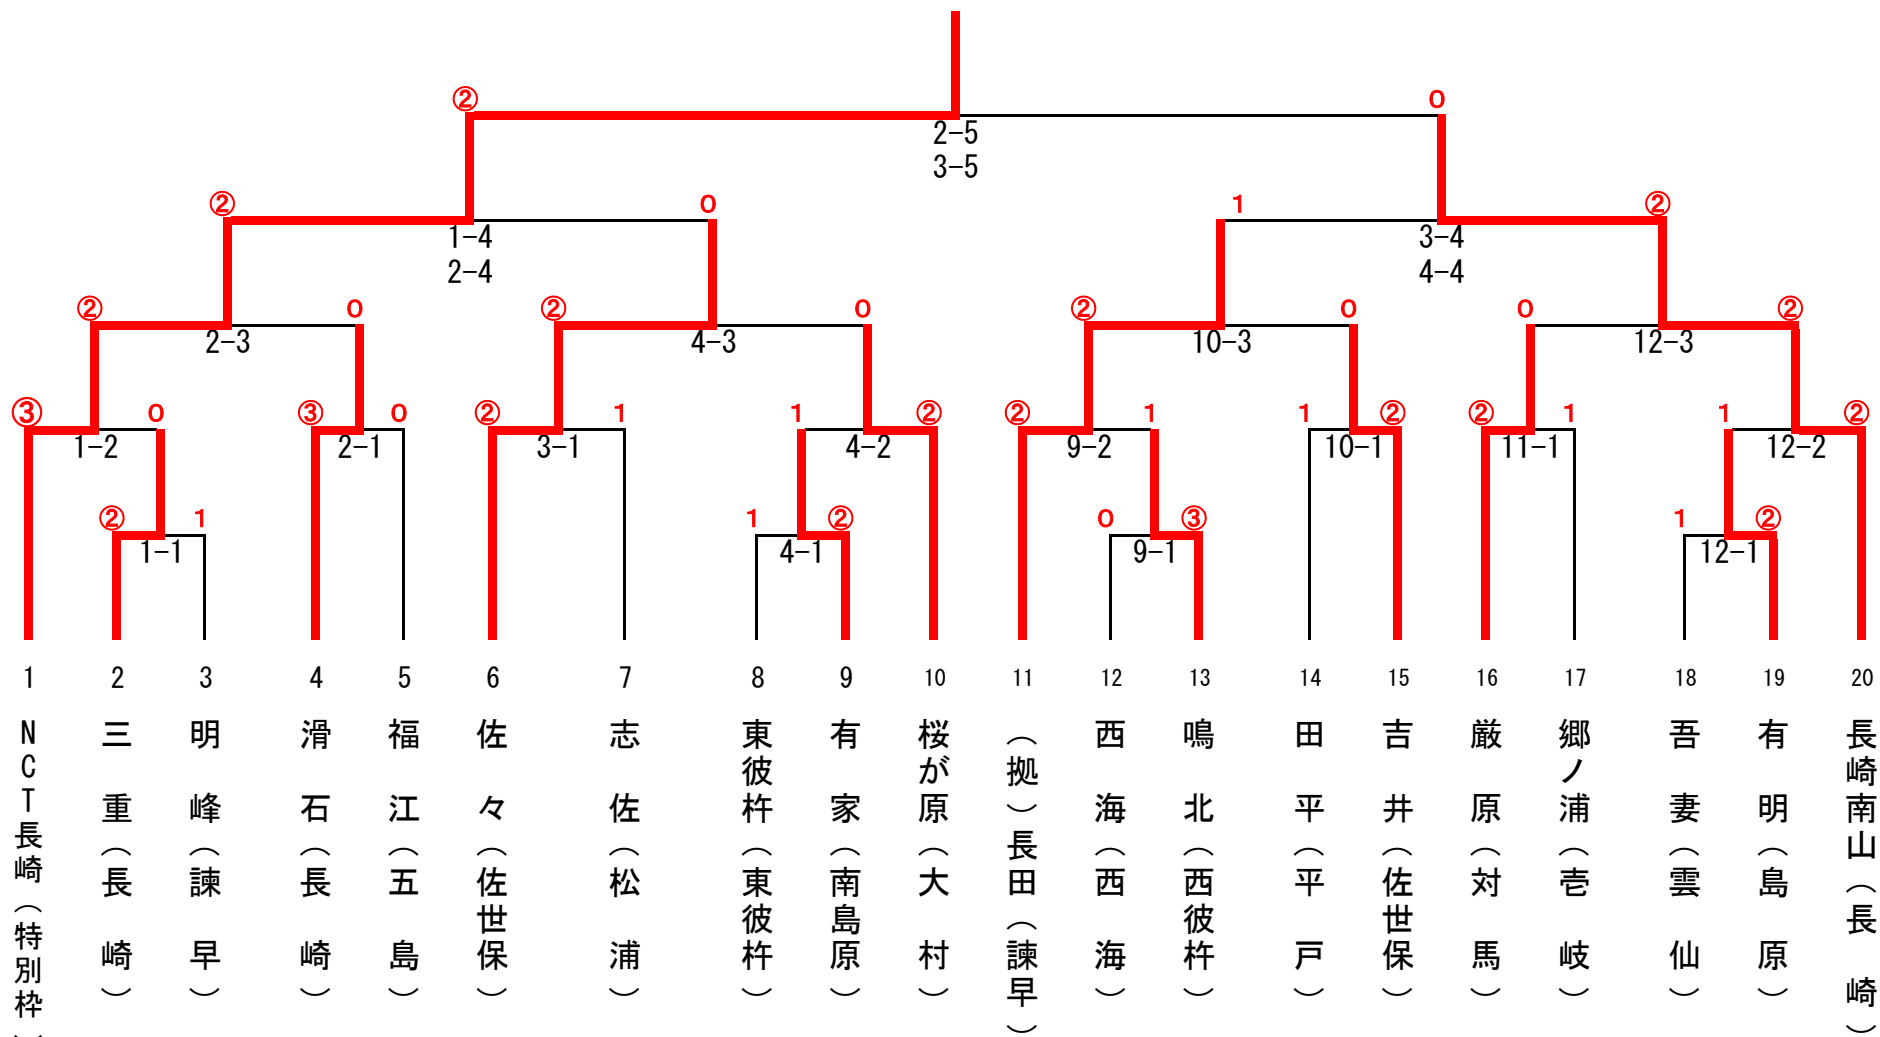 ② 0
2-5
3-5
② 0 1 ②
1-4 3-4
2-4 4-4
② 0 ② 0 ② 0 0 ②
2-3 4-3 10-3 12-3
③ 0 ③ 0 ② 1 1 ② ② 1 1 ② ② 1 1 ②
1-2 2-1 3-1 4-2 9-2 10-1 11-1 12-2
② 1 1 ② 0 ③ 1 ②
1-1 4-1 9-1 12-1
1 2 3 4 5 6 7 8 9 10 11 12 13 14 15 16 17 18 19 20
NCT長崎(特別枠)
三重(長崎)
明峰(諫早)
滑石(長崎)
福江(五島)
佐々(佐世保)
志佐(松浦)
東彼杵(東彼杵)
有家(南島原)
桜が原(大村)
(拠)長田(諫早)
西海(西海)
鳴北(西彼杵)
田平(平戸)
吉井(佐世保)
厳原(対馬)
郷ノ浦(壱岐)
吾妻(雲仙)
有明(島原)
長崎南山(長崎)